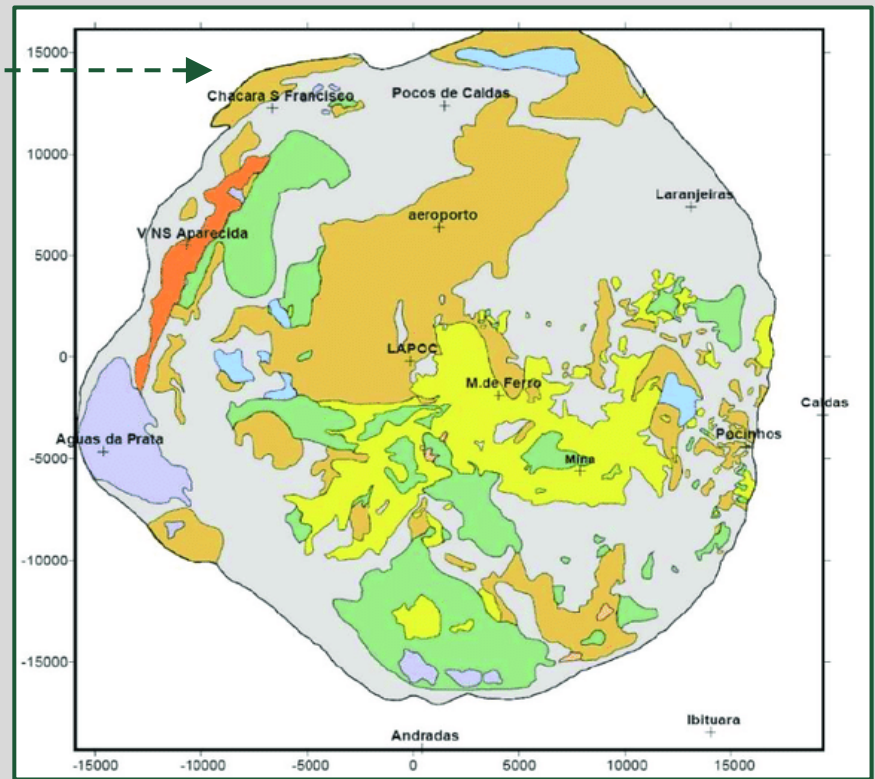 15000
Chacara S Francisco
Pocos de Caldas
10000
Laranjeiras
aeroporto
V NS Aparecida
5000
0
LAPOC
M.de Ferro
Caldas
Pocinhos
Aguas da Prata
-5000
Mina
-10000
-15000
Ibituara
Andradas
-15000 -10000 -5000 0 5000 10000 15000